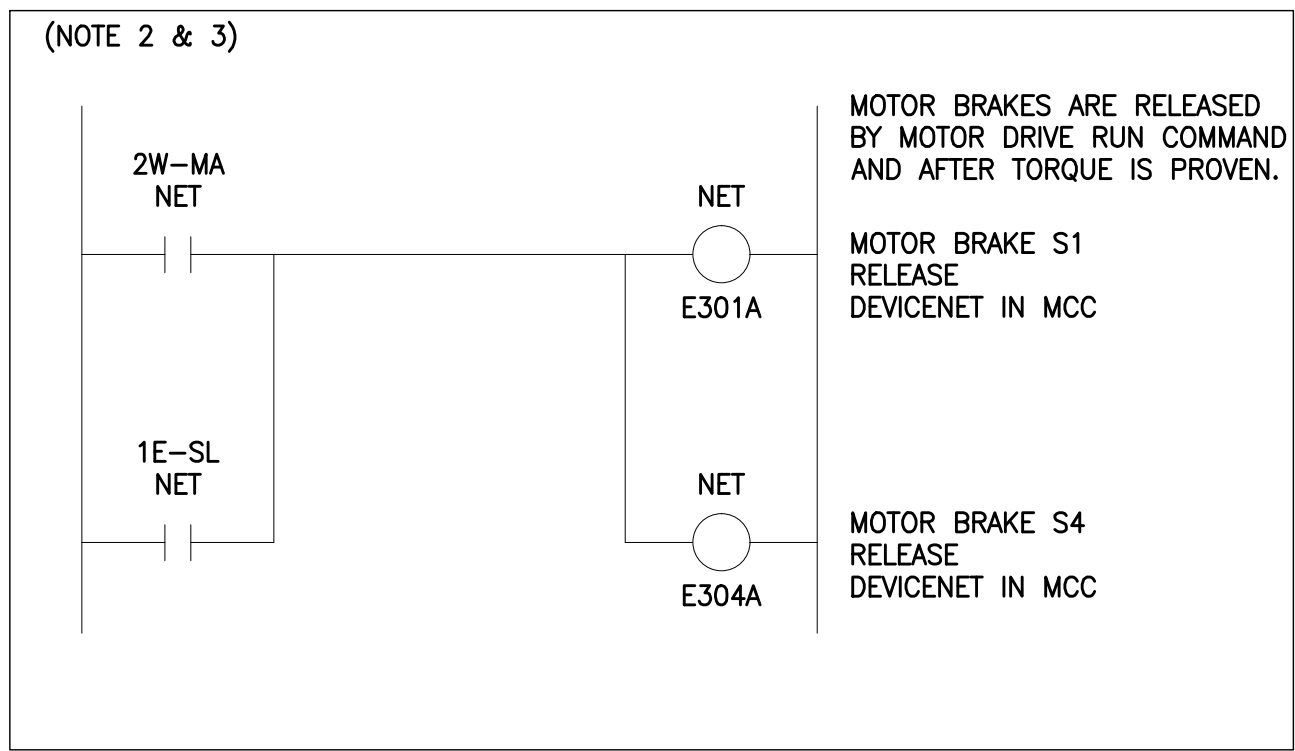 (NOTE 2 & 3)
MOTOR BRAKES ARE RELEASED
BY MOTOR DRIVE RUN COMMAND
AND AFTER TORQUE IS PROVEN.
2W-MA
NET
NET
E301A
MOTOR BRAKE S1
RELEASE
DEVICENET IN MCC
1E-SL
NET
NET
E304A
MOTOR BRAKE S4
RELEASE
DEVICENET IN MCC